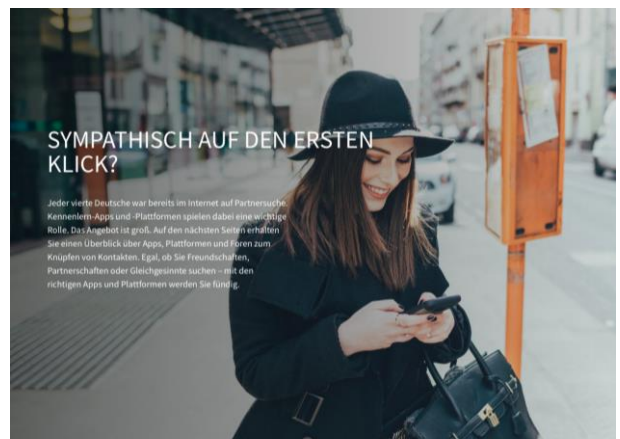 SYMPATHISCH AUF DEN ERSTEN
KLICK?
Jeder vierte Deutsche war bereits im Internet auf Partnersuche.
Kennenlern-Apps und -Plattformen spielen dabei eine wichtige
Rolle. Das Angebot ist groß. Auf den nächsten Seiten erhalten
Sie einen Überblick über Apps, Plattformen und Foren zum
Knüpfen von Kontakten. Egal, ob Sie Freundschaften,
Partnerschaften oder Gleichgesinnte suchen – mit den
richtigen Apps und Plattformen werden Sie fündig.